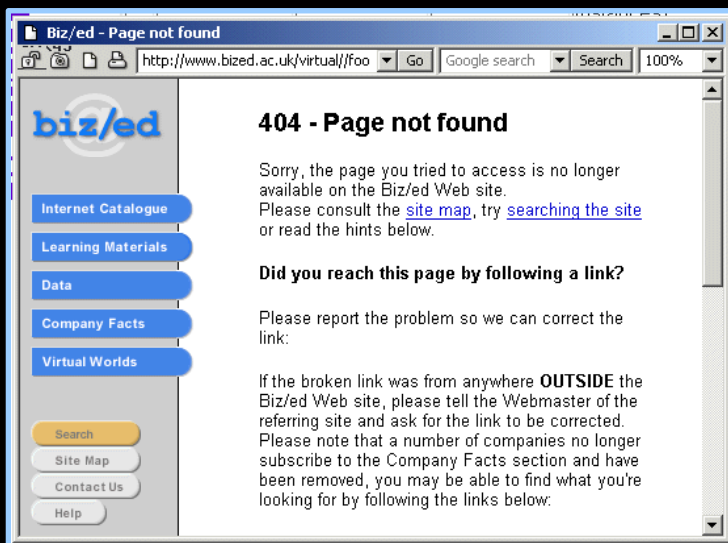 Biz/ed - Page not found
http://www.bized.ac.uk/virtual//foo Go Google search Search 100%
biz/ed
Internet Catalogue
Learning Materials
Data
Company Facts
Virtual Worlds
Search
Site Map
Contact Us
Help
404 - Page not found
Sorry, the page you tried to access is no longer
available on the Biz/ed Web site.
Please consult the site map, try searching the site
or read the hints below.
Did you reach this page by following a link?
Please report the problem so we can correct the
link:
If the broken link was from anywhere OUTSIDE the
Biz/ed Web site, please tell the Webmaster of the
referring site and ask for the link to be corrected.
Please note that a number of companies no longer
subscribe to the Company Facts section and have
been removed, you may be able to find what you're
looking for by following the links below: